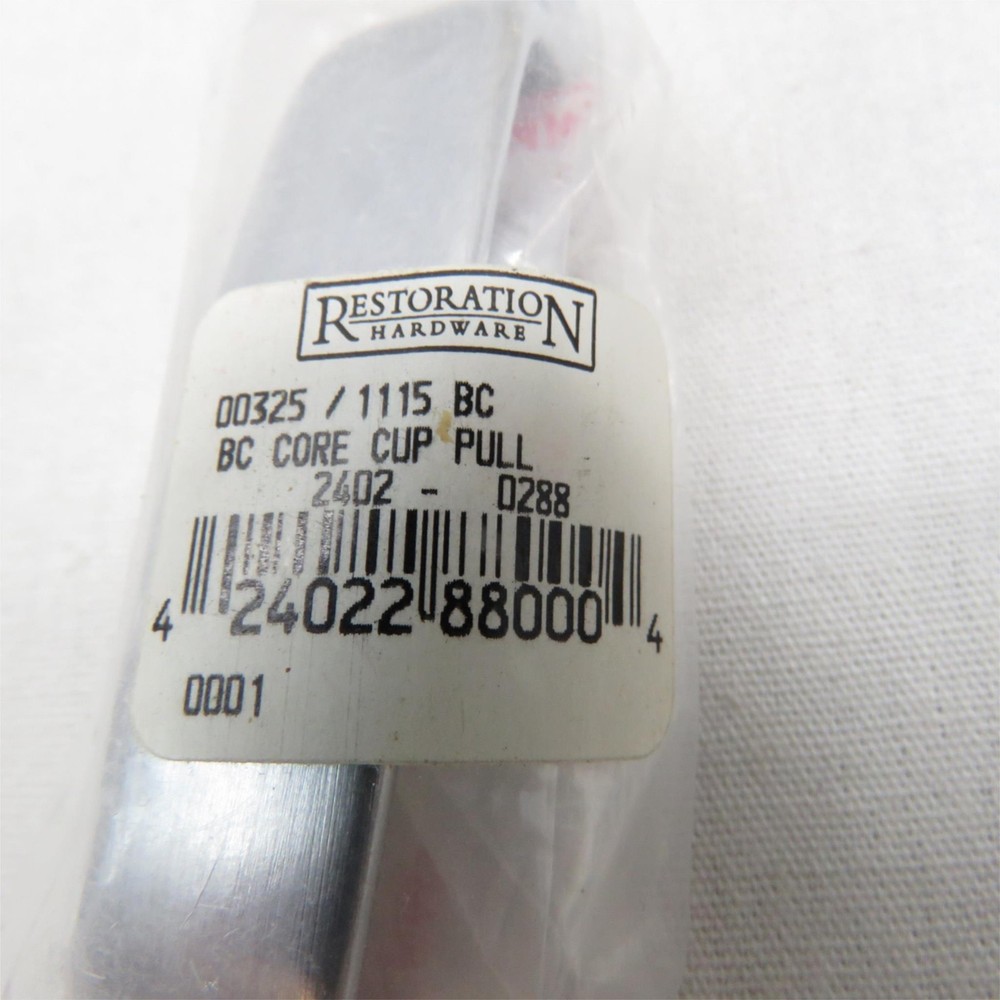 RESTORATION
HARDWARE
00325 / 1115 BC
BC CORE CUP PULL
2402 - 0288
4 24022 88000 4
0001